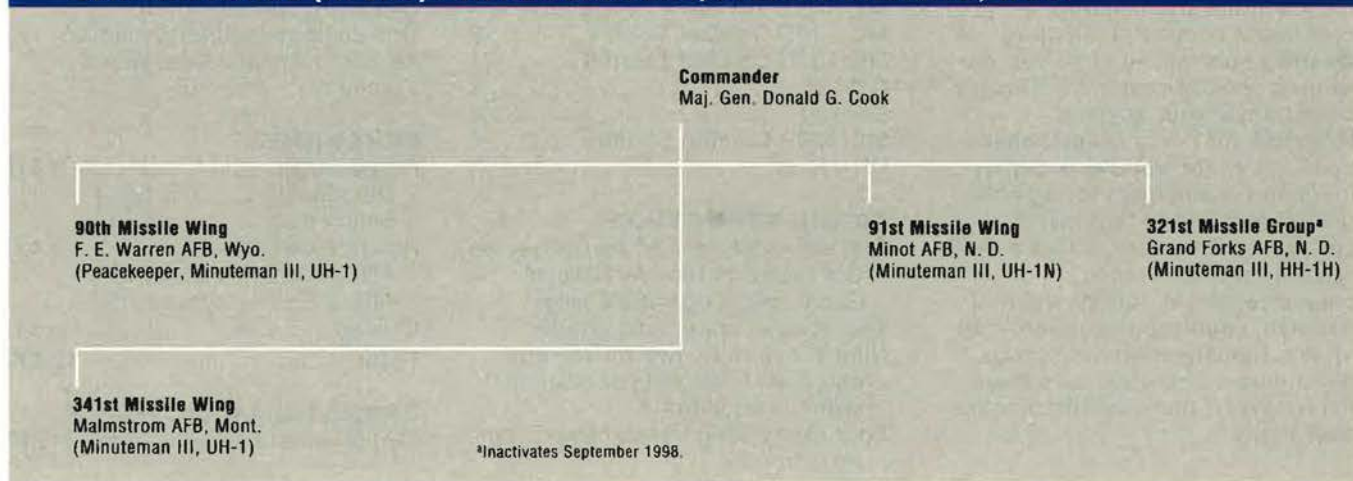 Commander
Maj. Gen. Donald G. Cook
90th Missile Wing
F. E. Warren AFB, Wyo.
(Peacekeeper, Minuteman III, UH-1)
91st Missile Wing
Minot AFB, N. D.
(Minuteman III, UH-1N)
321st Missile Groupᵃ
Grand Forks AFB, N. D.
(Minuteman III, HH-1H)
341st Missile Wing
Malmstrom AFB, Mont.
(Minuteman III, UH-1)
ᵃInactivates September 1998.